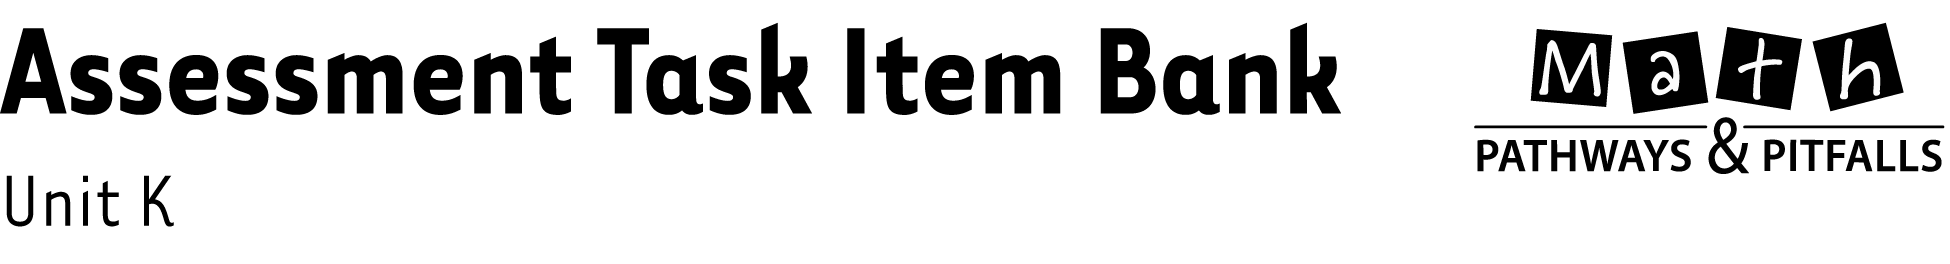 Assessment Task Item Bank
Unit K
Math
PATHWAYS & PITFALLS